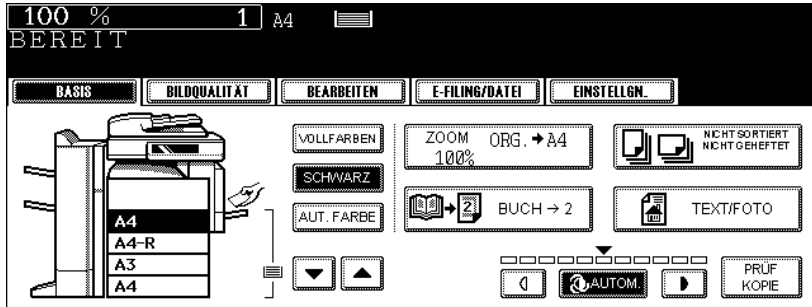 100 % 1 A4
BEREIT
BASIS BILDQUALITÄT BEARBEITEN E-FILING/DATEI EINSTELLGN.
VOLLFARBEN
SCHWARZ
AUT. FARBE
ZOOM ORG. ➔ A4
100%
NICHT SORTIERT
NICHT GEHEFTET
2 BUCH → 2
TEXT/FOTO
A4
A4-R
A3
A4
AUTOM.
PRÜF
KOPIE